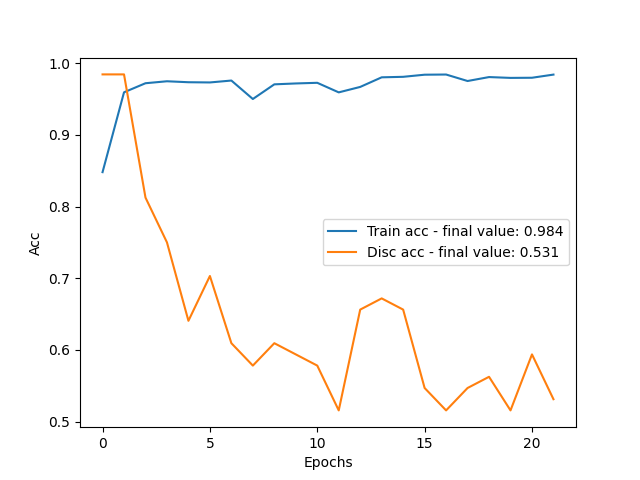 1.0
0.9
0.8
0.7
0.6
0.5
Acc
Train acc - final value: 0.984
Disc acc - final value: 0.531
0 5 10 15 20
Epochs